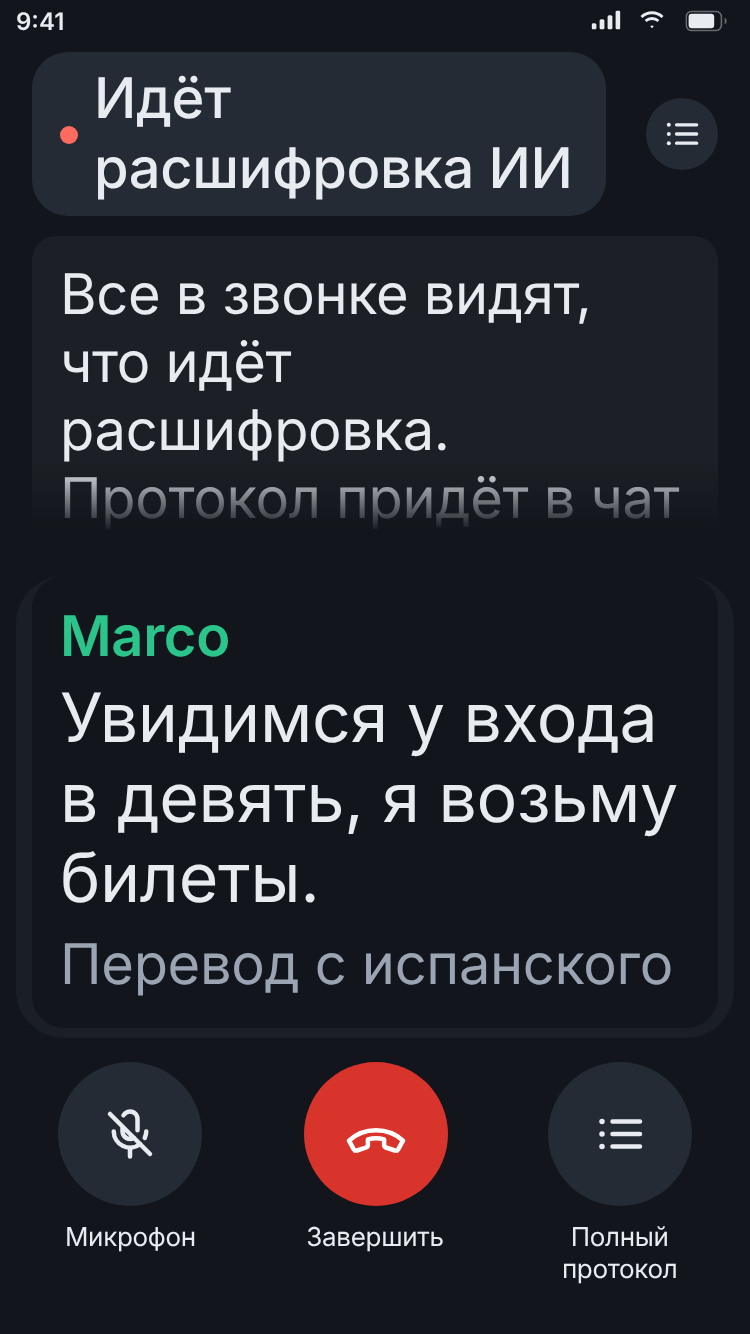 9:41
Идёт
расшифровка ИИ
Все в звонке видят,
что идёт
расшифровка.
Протокол придёт в чат
Marco
Увидимся у входа
в девять, я возьму
билеты.
Перевод с испанского
Микрофон
Завершить
Полный
протокол